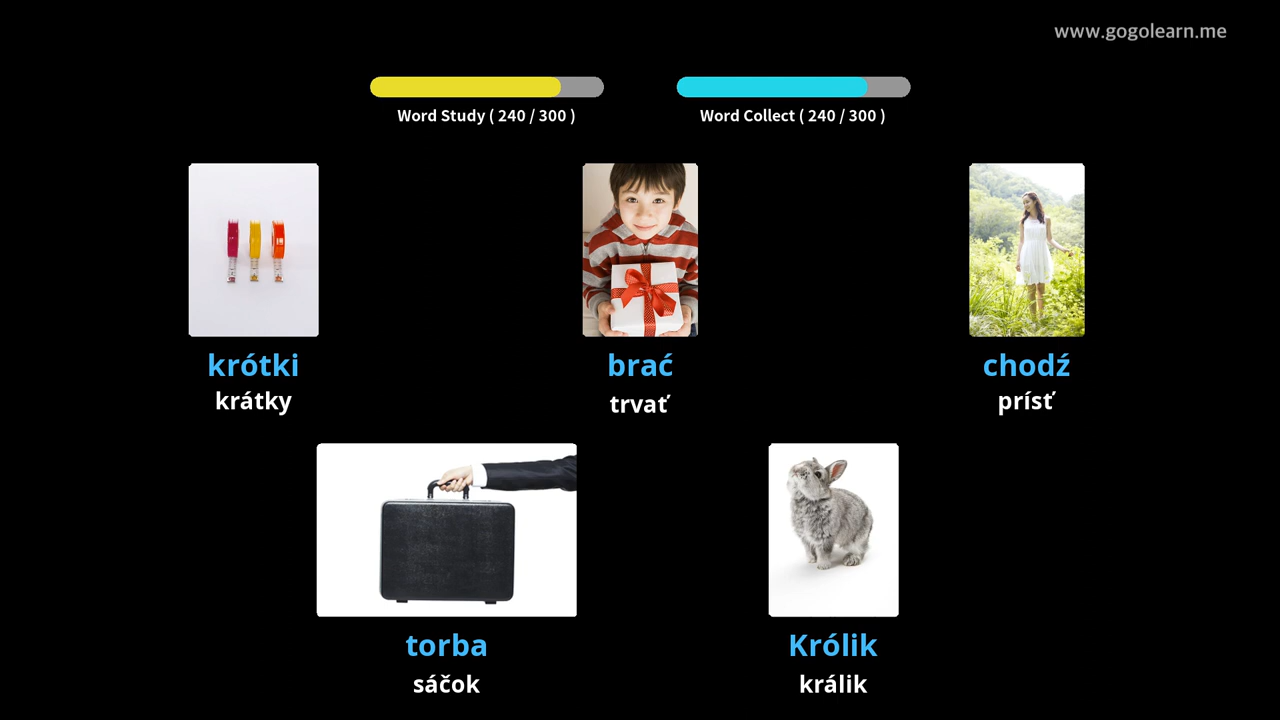 www.gogolearn.me
Word Study ( 240 / 300 )
Word Collect ( 240 / 300 )
krótki
krátky
brać
trvať
chodź
prísť
torba
sáčok
Królik
králik